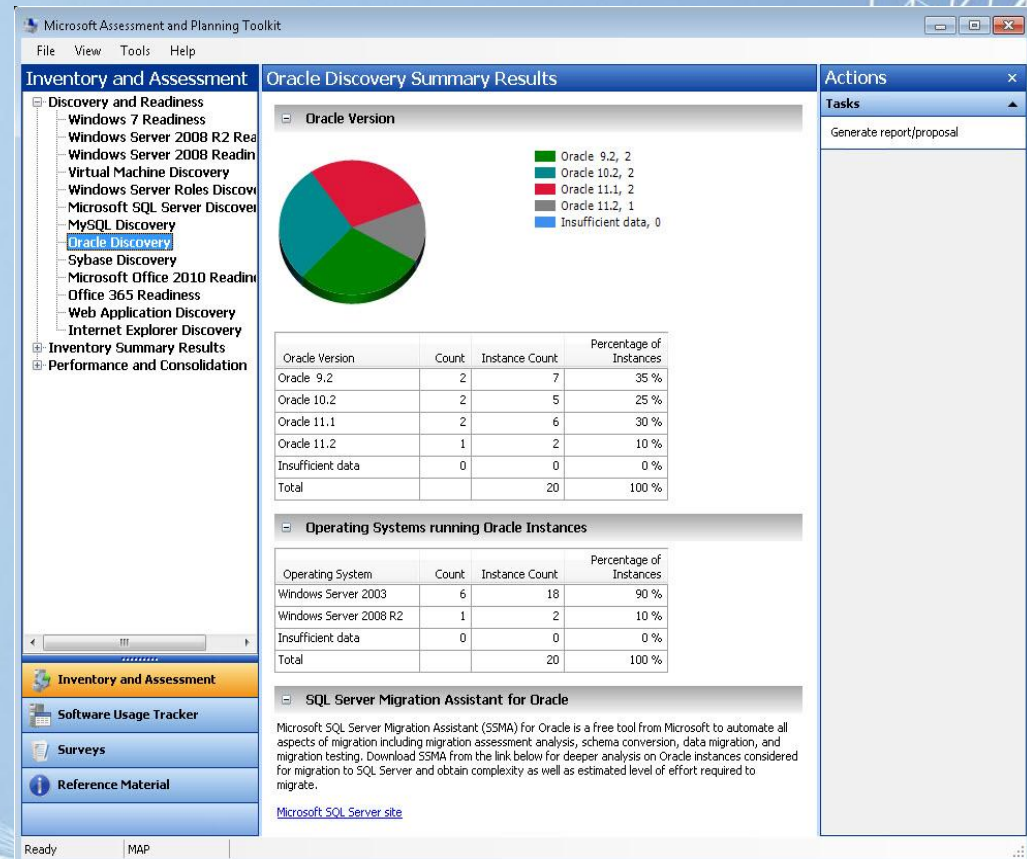 Microsoft Assessment and Planning Toolkit
File View Tools Help
Inventory and Assessment
Discovery and Readiness
Windows 7 Readiness
Windows Server 2008 R2 Rea
Windows Server 2008 Readin
Virtual Machine Discovery
Windows Server Roles Discov
Microsoft SQL Server Discover
MySQL Discovery
Oracle Discovery
Sybase Discovery
Microsoft Office 2010 Readin
Office 365 Readiness
Web Application Discovery
Internet Explorer Discovery
Inventory Summary Results
Performance and Consolidation
Inventory and Assessment
Software Usage Tracker
Surveys
Reference Material
Oracle Discovery Summary Results
Oracle Version
Oracle 9.2, 2
Oracle 10.2, 2
Oracle 11.1, 2
Oracle 11.2, 1
Insufficient data, 0
Oracle Version Count Instance Count Percentage of Instances
Oracle 9.2 2 7 35 %
Oracle 10.2 2 5 25 %
Oracle 11.1 2 6 30 %
Oracle 11.2 1 2 10 %
Insufficient data 0 0 0 %
Total 20 100 %
Operating Systems running Oracle Instances
Operating System Count Instance Count Percentage of Instances
Windows Server 2003 6 18 90 %
Windows Server 2008 R2 1 2 10 %
Insufficient data 0 0 0 %
Total 20 100 %
SQL Server Migration Assistant for Oracle
Microsoft SQL Server Migration Assistant (SSMA) for Oracle is a free tool from Microsoft to automate all
aspects of migration including migration assessment analysis, schema conversion, data migration, and
migration testing. Download SSMA from the link below for deeper analysis on Oracle instances considered
for migration to SQL Server and obtain complexity as well as estimated level of effort required to
migrate.
Microsoft SQL Server site
Actions
Tasks
Generate report/proposal
Ready MAP